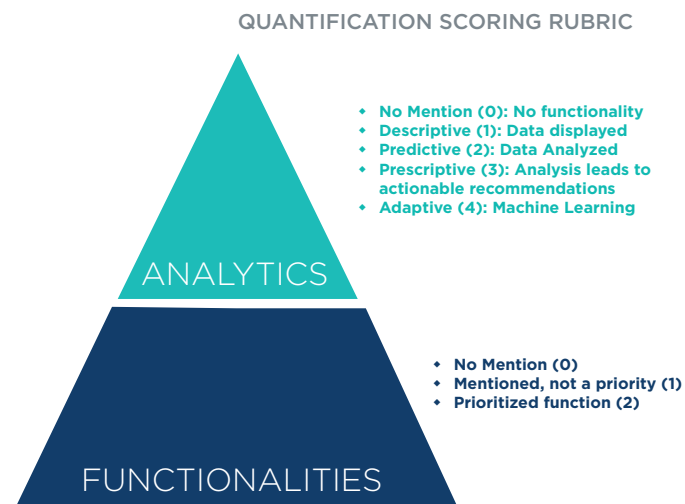 QUANTIFICATION SCORING RUBRIC
No Mention (0): No functionality
Descriptive (1): Data displayed
Predictive (2): Data Analyzed
Prescriptive (3): Analysis leads to
actionable recommendations
Adaptive (4): Machine Learning
ANALYTICS
No Mention (0)
Mentioned, not a priority (1)
Prioritized function (2)
FUNCTIONALITIES